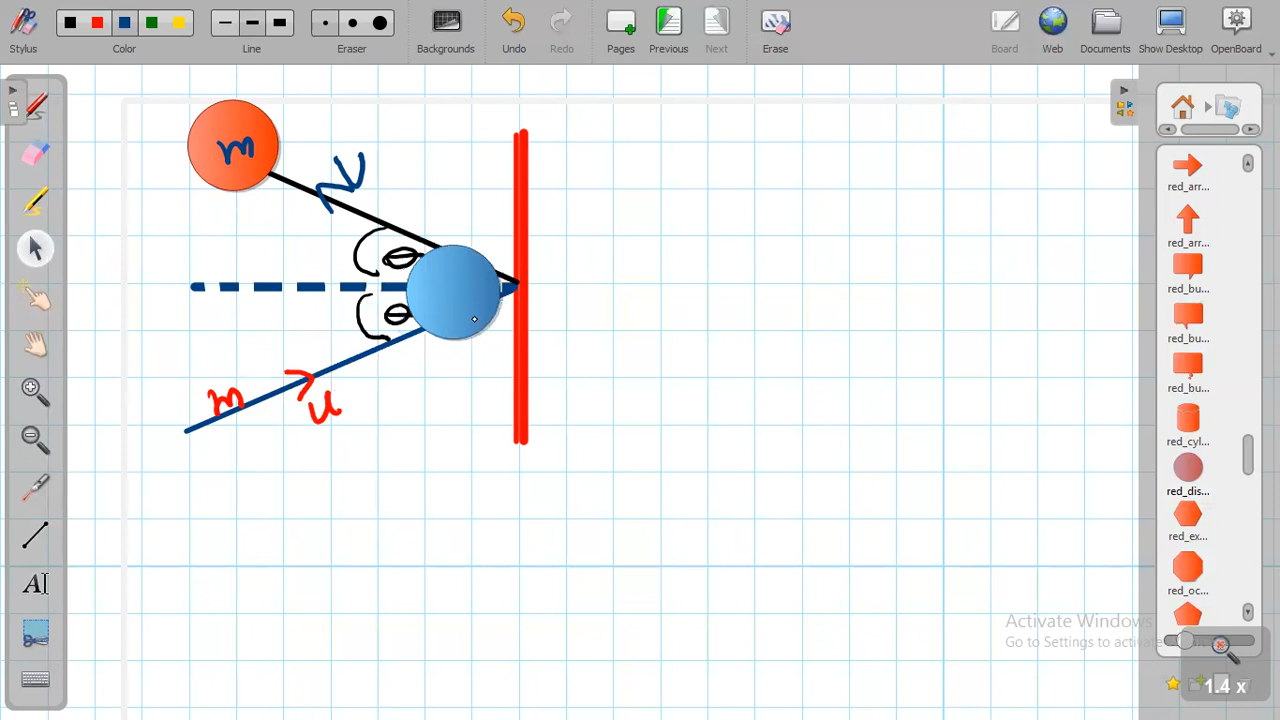 Stylus
Color
Line
Eraser
Backgrounds
Undo
Redo
Pages
Previous
Next
Erase
Board
Web
Documents
Show Desktop
OpenBoard
m
θ
θ
m
u
A
red_arr...
red_arr...
red_bu...
red_bu...
red_bu...
red_cyl...
red_dis...
red_ex...
red_oc...
Activate Windows
Go to Settings to activate
1.4 x